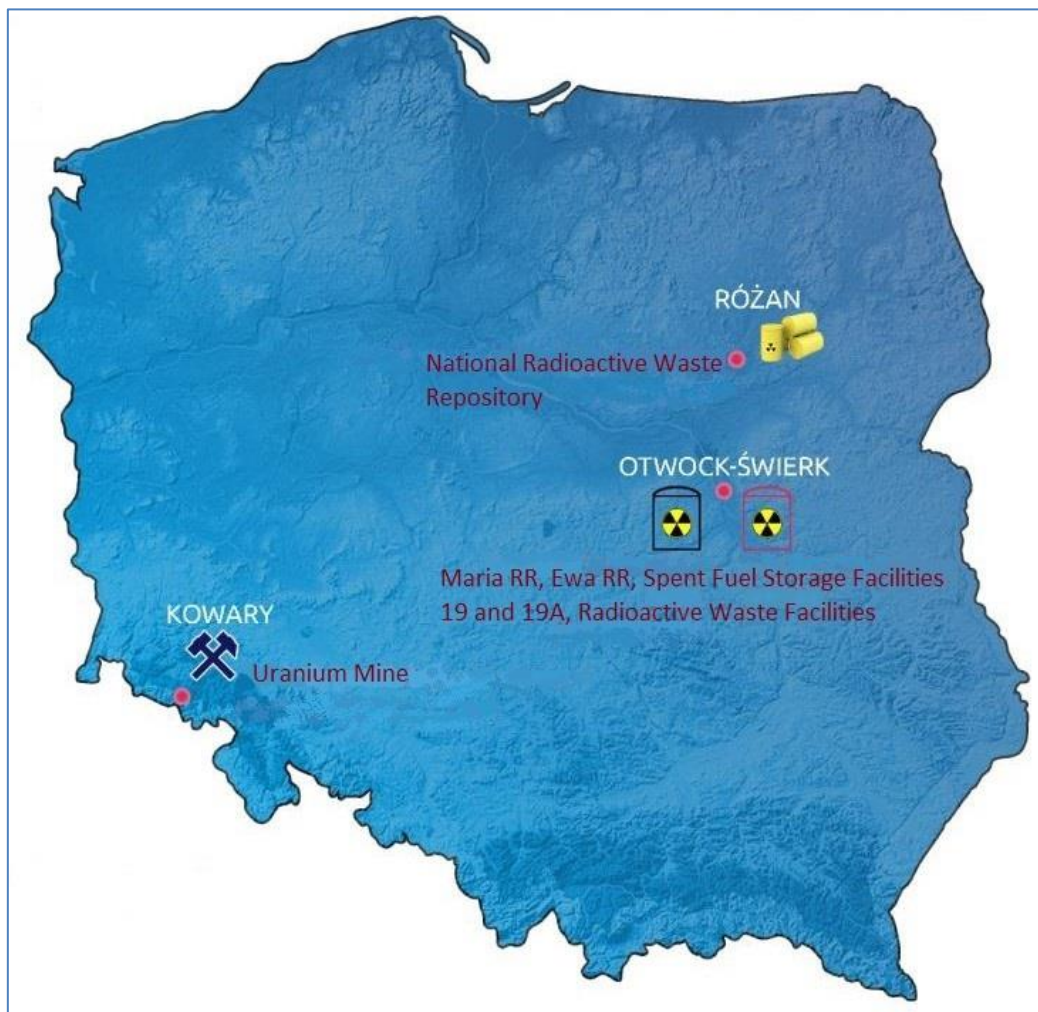 RÓŻAN
National Radioactive Waste
Repository
OTWOCK-ŚWIERK
Maria RR, Ewa RR, Spent Fuel Storage Facilities
19 and 19A, Radioactive Waste Facilities
KOWARY
Uranium Mine